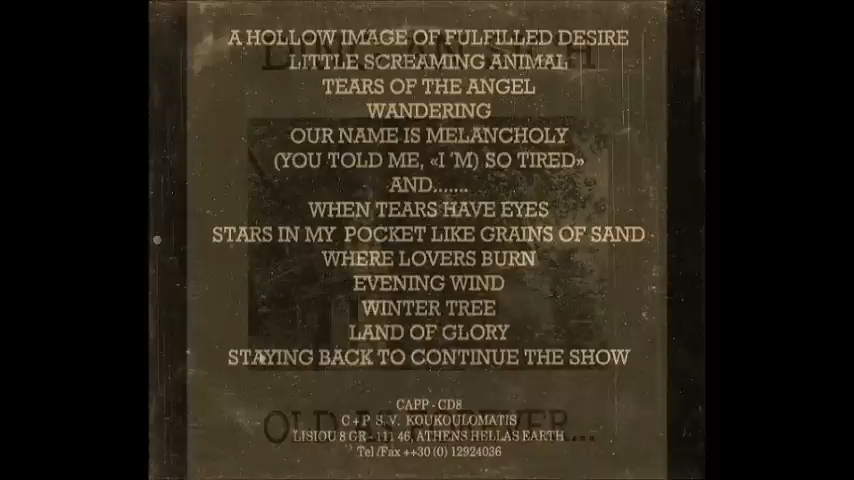 A HOLLOW IMAGE OF FULFILLED DESIRE
LITTLE SCREAMING ANIMAL
TEARS OF THE ANGEL
WANDERING
OUR NAME IS MELANCHOLY
(YOU TOLD ME, «I ´M) SO TIRED»
AND.......
WHEN TEARS HAVE EYES
STARS IN MY POCKET LIKE GRAINS OF SAND
WHERE LOVERS BURN
EVENING WIND
WINTER TREE
LAND OF GLORY
STAYING BACK TO CONTINUE THE SHOW
CAPP - CD8
C + P S.V. KOUKOULOMATIS
LISIOU 8 GR - 111 46, ATHENS HELLAS EARTH
Tel /Fax ++30 (0) 12924036